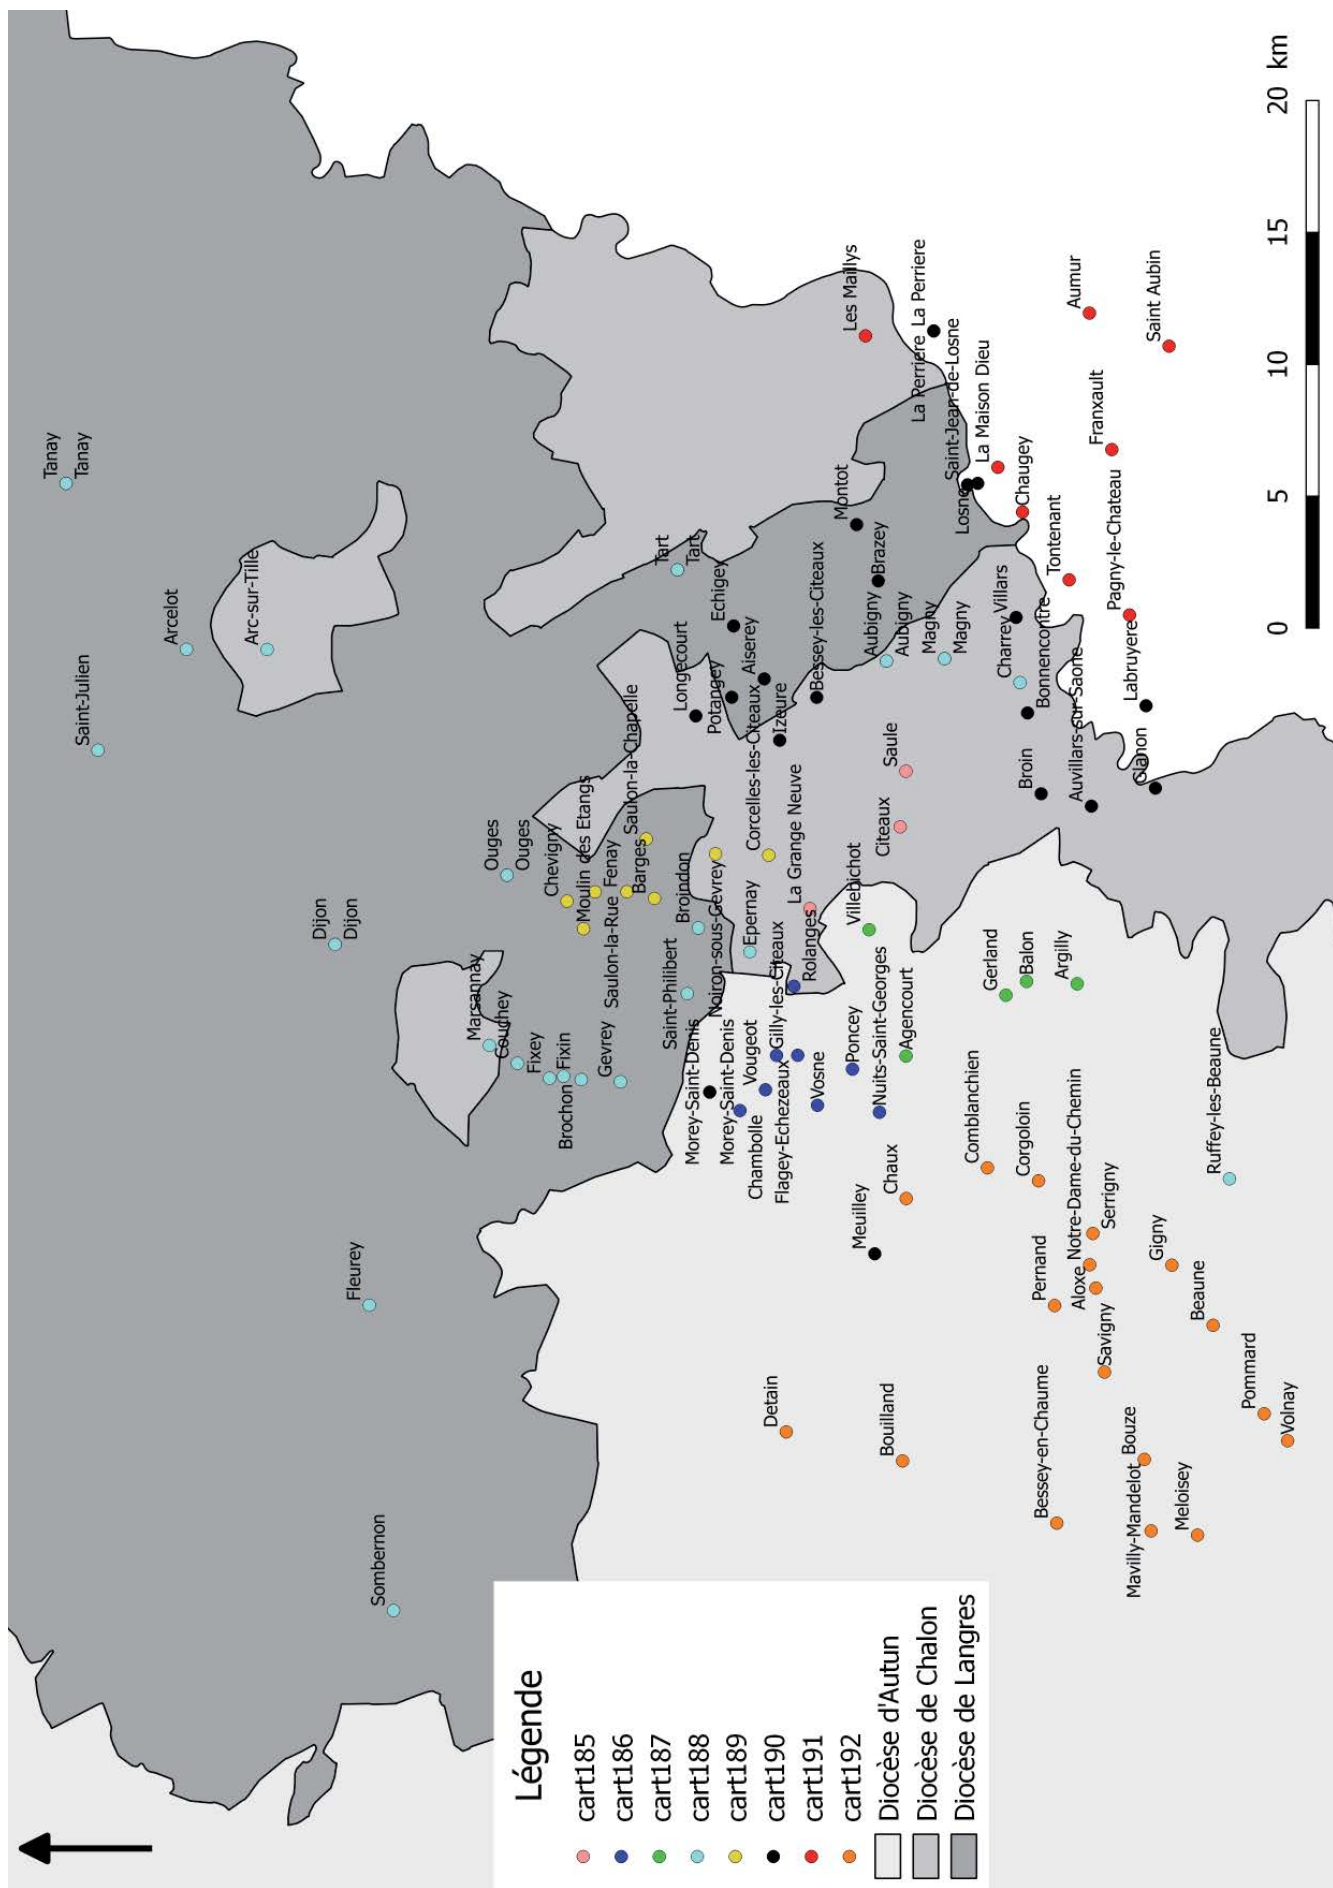 Tanay
Tanay
Saint-Julien
Arcelot
Arc-sur-Tille
Dijon
Dijon
Ouges
Ouges
Fleurey
Sombernon
Marsannay
Couchey
Fixey
Fixin
Brochon
Gevrey
Chevigny
Moulin des Etangs
Fenay
Saulon-la-Rue
Barges
Saulon-la-Chapelle
Saint-Philibert
Broindon
Noiron-sous-Gevrey
Epernay
Corcelles-les-Citeaux
Longecourt
Potangey
Echigey
Aiserey
Izeure
Bessey-les-Citeaux
Tart
Tart
Montot
Brazey
Aubigny
Aubigny
Magny
Magny
Les Maillys
La Perriere
La Perriere
Saint-Jean-de-Losne
Losne
La Maison Dieu
Chaugey
Aumur
Saint Aubin
Franxault
Tontenant
Pagny-le-Chateau
Labruyere
Glanon
Villars
Charrey
Bonnencontre
Auvillars-sur-Saone
Broin
Saule
Citeaux
La Grange Neuve
Rolanges
Villebichot
Morey-Saint-Denis
Morey-Saint-Denis
Chambolle
Vougeot
Gilly-les-Citeaux
Flagey-Echezeaux
Vosne
Poncey
Nuits-Saint-Georges
Agencourt
Gerland
Balon
Argilly
Meuilley
Chaux
Comblanchien
Corgoloin
Notre-Dame-du-Chemin
Serrigny
Aloxe
Pernand
Savigny
Gigny
Beaune
Ruffey-les-Beaune
Pommard
Volnay
Detain
Bouilland
Bessey-en-Chaume
Bouze
Mavilly-Mandelot
Meloisey
0 5 10 15 20 km
Légende
cart185
cart186
cart187
cart188
cart189
cart190
cart191
cart192
Diocèse d'Autun
Diocèse de Chalon
Diocèse de Langres